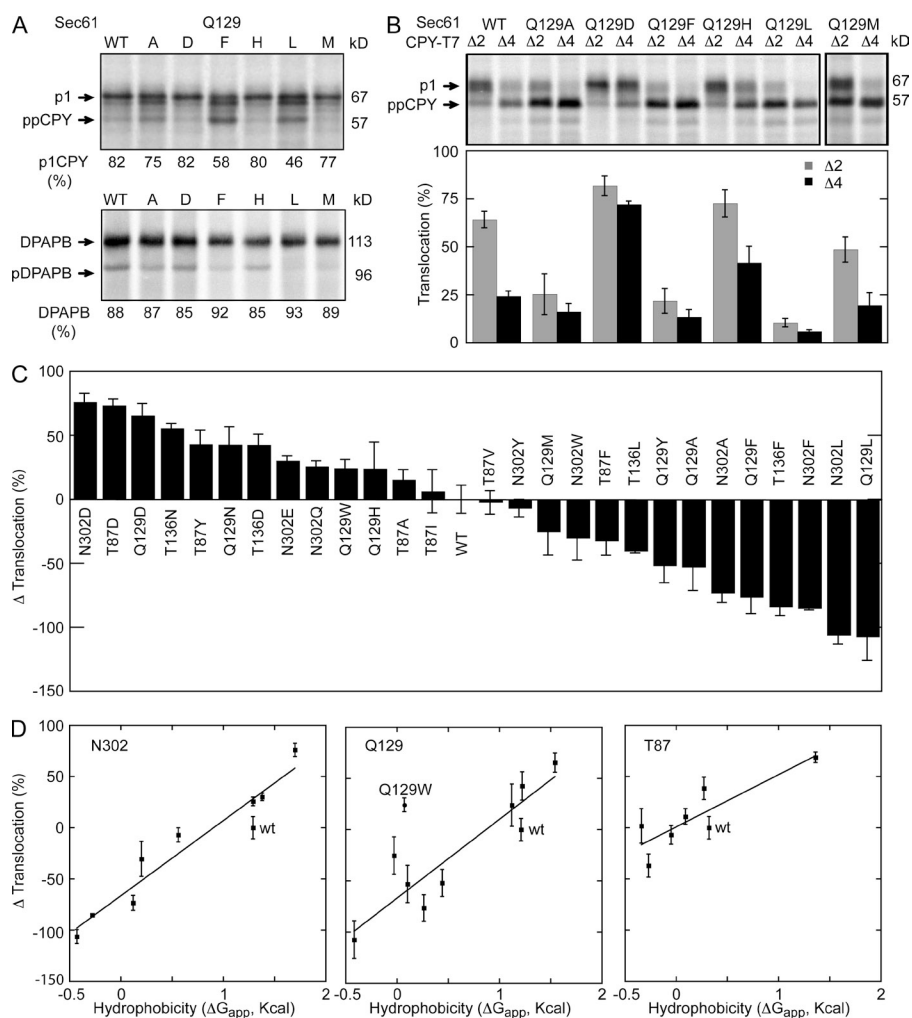 A
Sec61 Q129
WT A D F H L M kD
p1 67
ppCPY 57
p1CPY 82 75 82 58 80 46 77
(%)
WT A D F H L M
DPAPB 113
pDPAPB 96
DPAPB 88 87 85 92 85 93 89
(%)
B
Sec61 WT Q129A Q129D Q129F Q129H Q129L Q129M
CPY-T7 Δ2 Δ4 Δ2 Δ4 Δ2 Δ4 Δ2 Δ4 Δ2 Δ4 Δ2 Δ4 Δ2 Δ4 kD
p1 67
ppCPY 57
Translocation (%)
75
50
25
0
Δ2
Δ4
C
Δ Translocation (%)
100
50
0
-50
-100
-150
N302D T87D Q129D T136N T87Y Q129N T136D N302E N302Q Q129W Q129H T87A T87I WT
T87V N302Y Q129M N302W T87F T136L Q129Y Q129A N302A Q129F T136F N302F N302L Q129L
D
Δ Translocation (%)
100
50
0
-50
-100
-150
N302
wt
-0.5 0 1 2
Hydrophobicity (ΔGapp, Kcal)
Q129
Q129W
wt
-0.5 0 1 2
Hydrophobicity (ΔGapp, Kcal)
T87
wt
-0.5 0 1 2
Hydrophobicity (ΔGapp, Kcal)